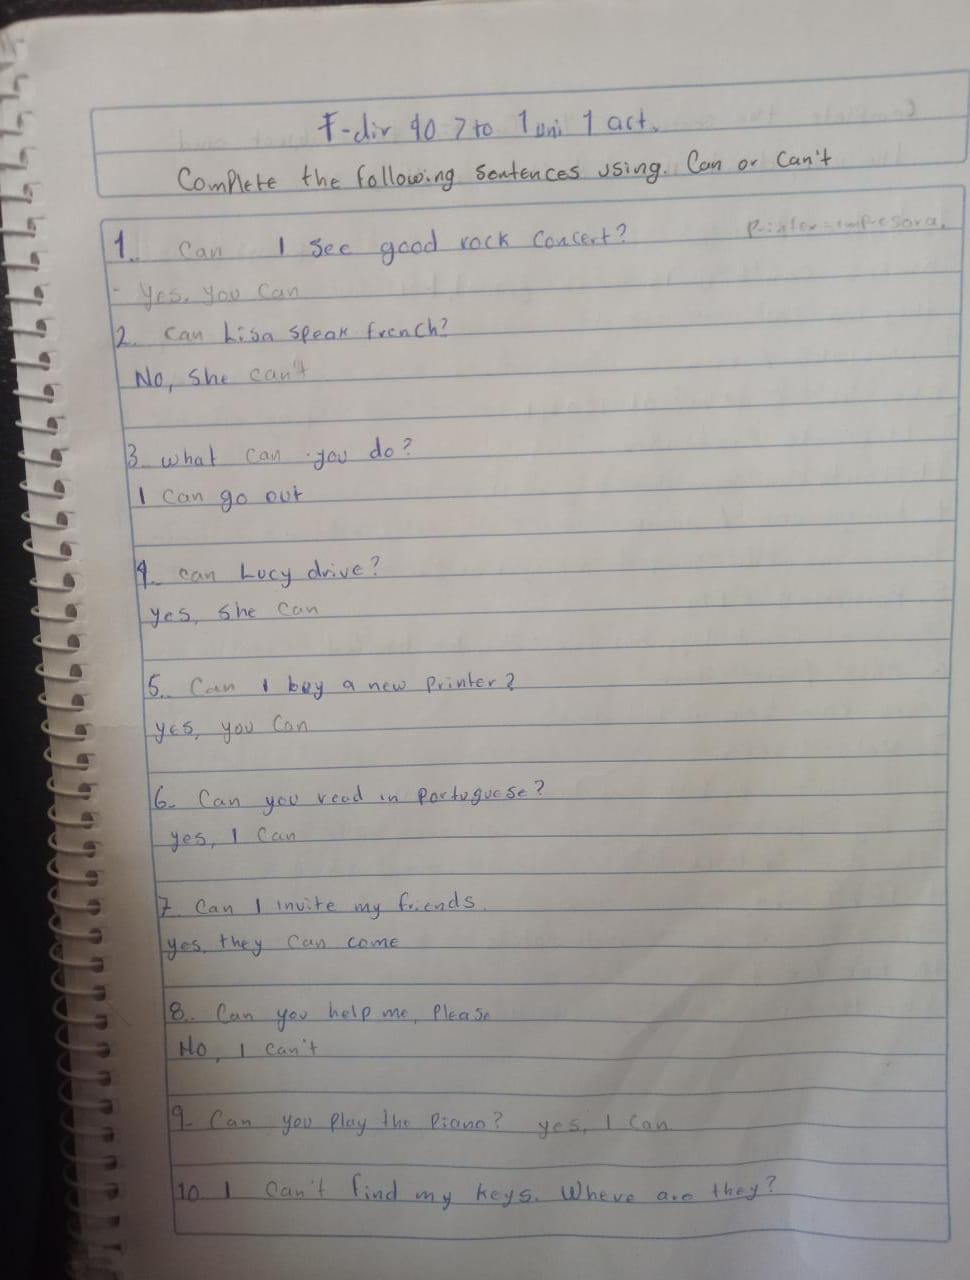 F-dir 40 7to 1 uni 1 act.
Complete the following sentences using. Can or Can't
1. Can I see good rock concert? Printer=impresora.
- yes, you can
2. Can Lisa speak french?
No, She can't
3. what can you do?
I can go out
4. can Lucy drive?
yes, she can
5. Can I buy a new printer?
yes, you can
6- Can you read in portuguese?
yes, I can
7. Can I invite my friends.
yes, they can come
8. Can you help me, please
No, I can't
9- Can you play the piano? yes, I can
10 I can't find my keys. Where are they?